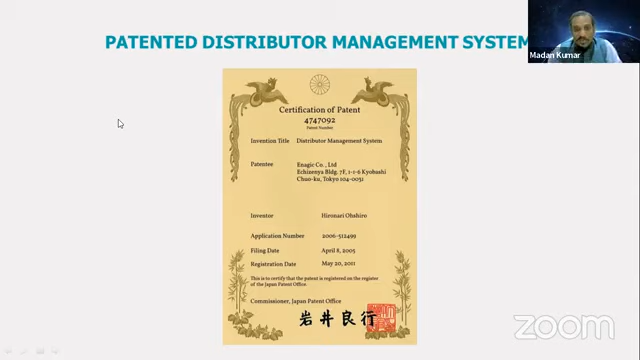 PATENTED DISTRIBUTOR MANAGEMENT SYSTEM
Madan Kumar
Certification of Patent
4747092
Patent Number
Invention Title Distributor Management System
Patentee Enagic Co., Ltd
Echizenya Bldg. 7F, 1-1-6 Kyobashi
Chuo-ku, Tokyo 104-0031
Inventor Hironari Ohshiro
Application Number 2006-512499
Filing Date April 8, 2005
Registration Date May 20, 2011
This is to certify that the patent is registered on the register
of the Japan Patent Office.
Commissioner, Japan Patent Office
岩井良行
zoom